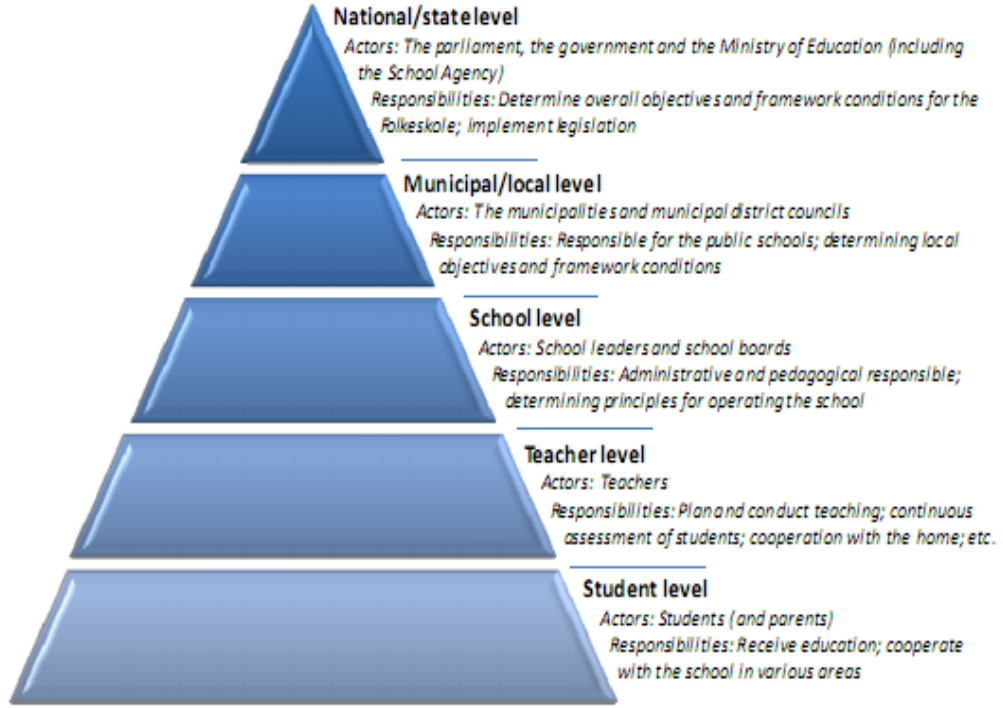 National/state level
Actors: The parliament, the government and the Ministry of Education (including
the School Agency)
Responsibilities: Determine overall objectives and framework conditions for the
Folkeskole; implement legislation
Municipal/local level
Actors: The municipalities and municipal district councils
Responsibilities: Responsible for the public schools; determining local
objectives and framework conditions
School level
Actors: School leaders and school boards
Responsibilities: Administrative and pedagogical responsible;
determining principles for operating the school
Teacher level
Actors: Teachers
Responsibilities: Plan and conduct teaching; continuous
assessment of students; cooperation with the home; etc.
Student level
Actors: Students (and parents)
Responsibilities: Receive education; cooperate
with the school in various areas